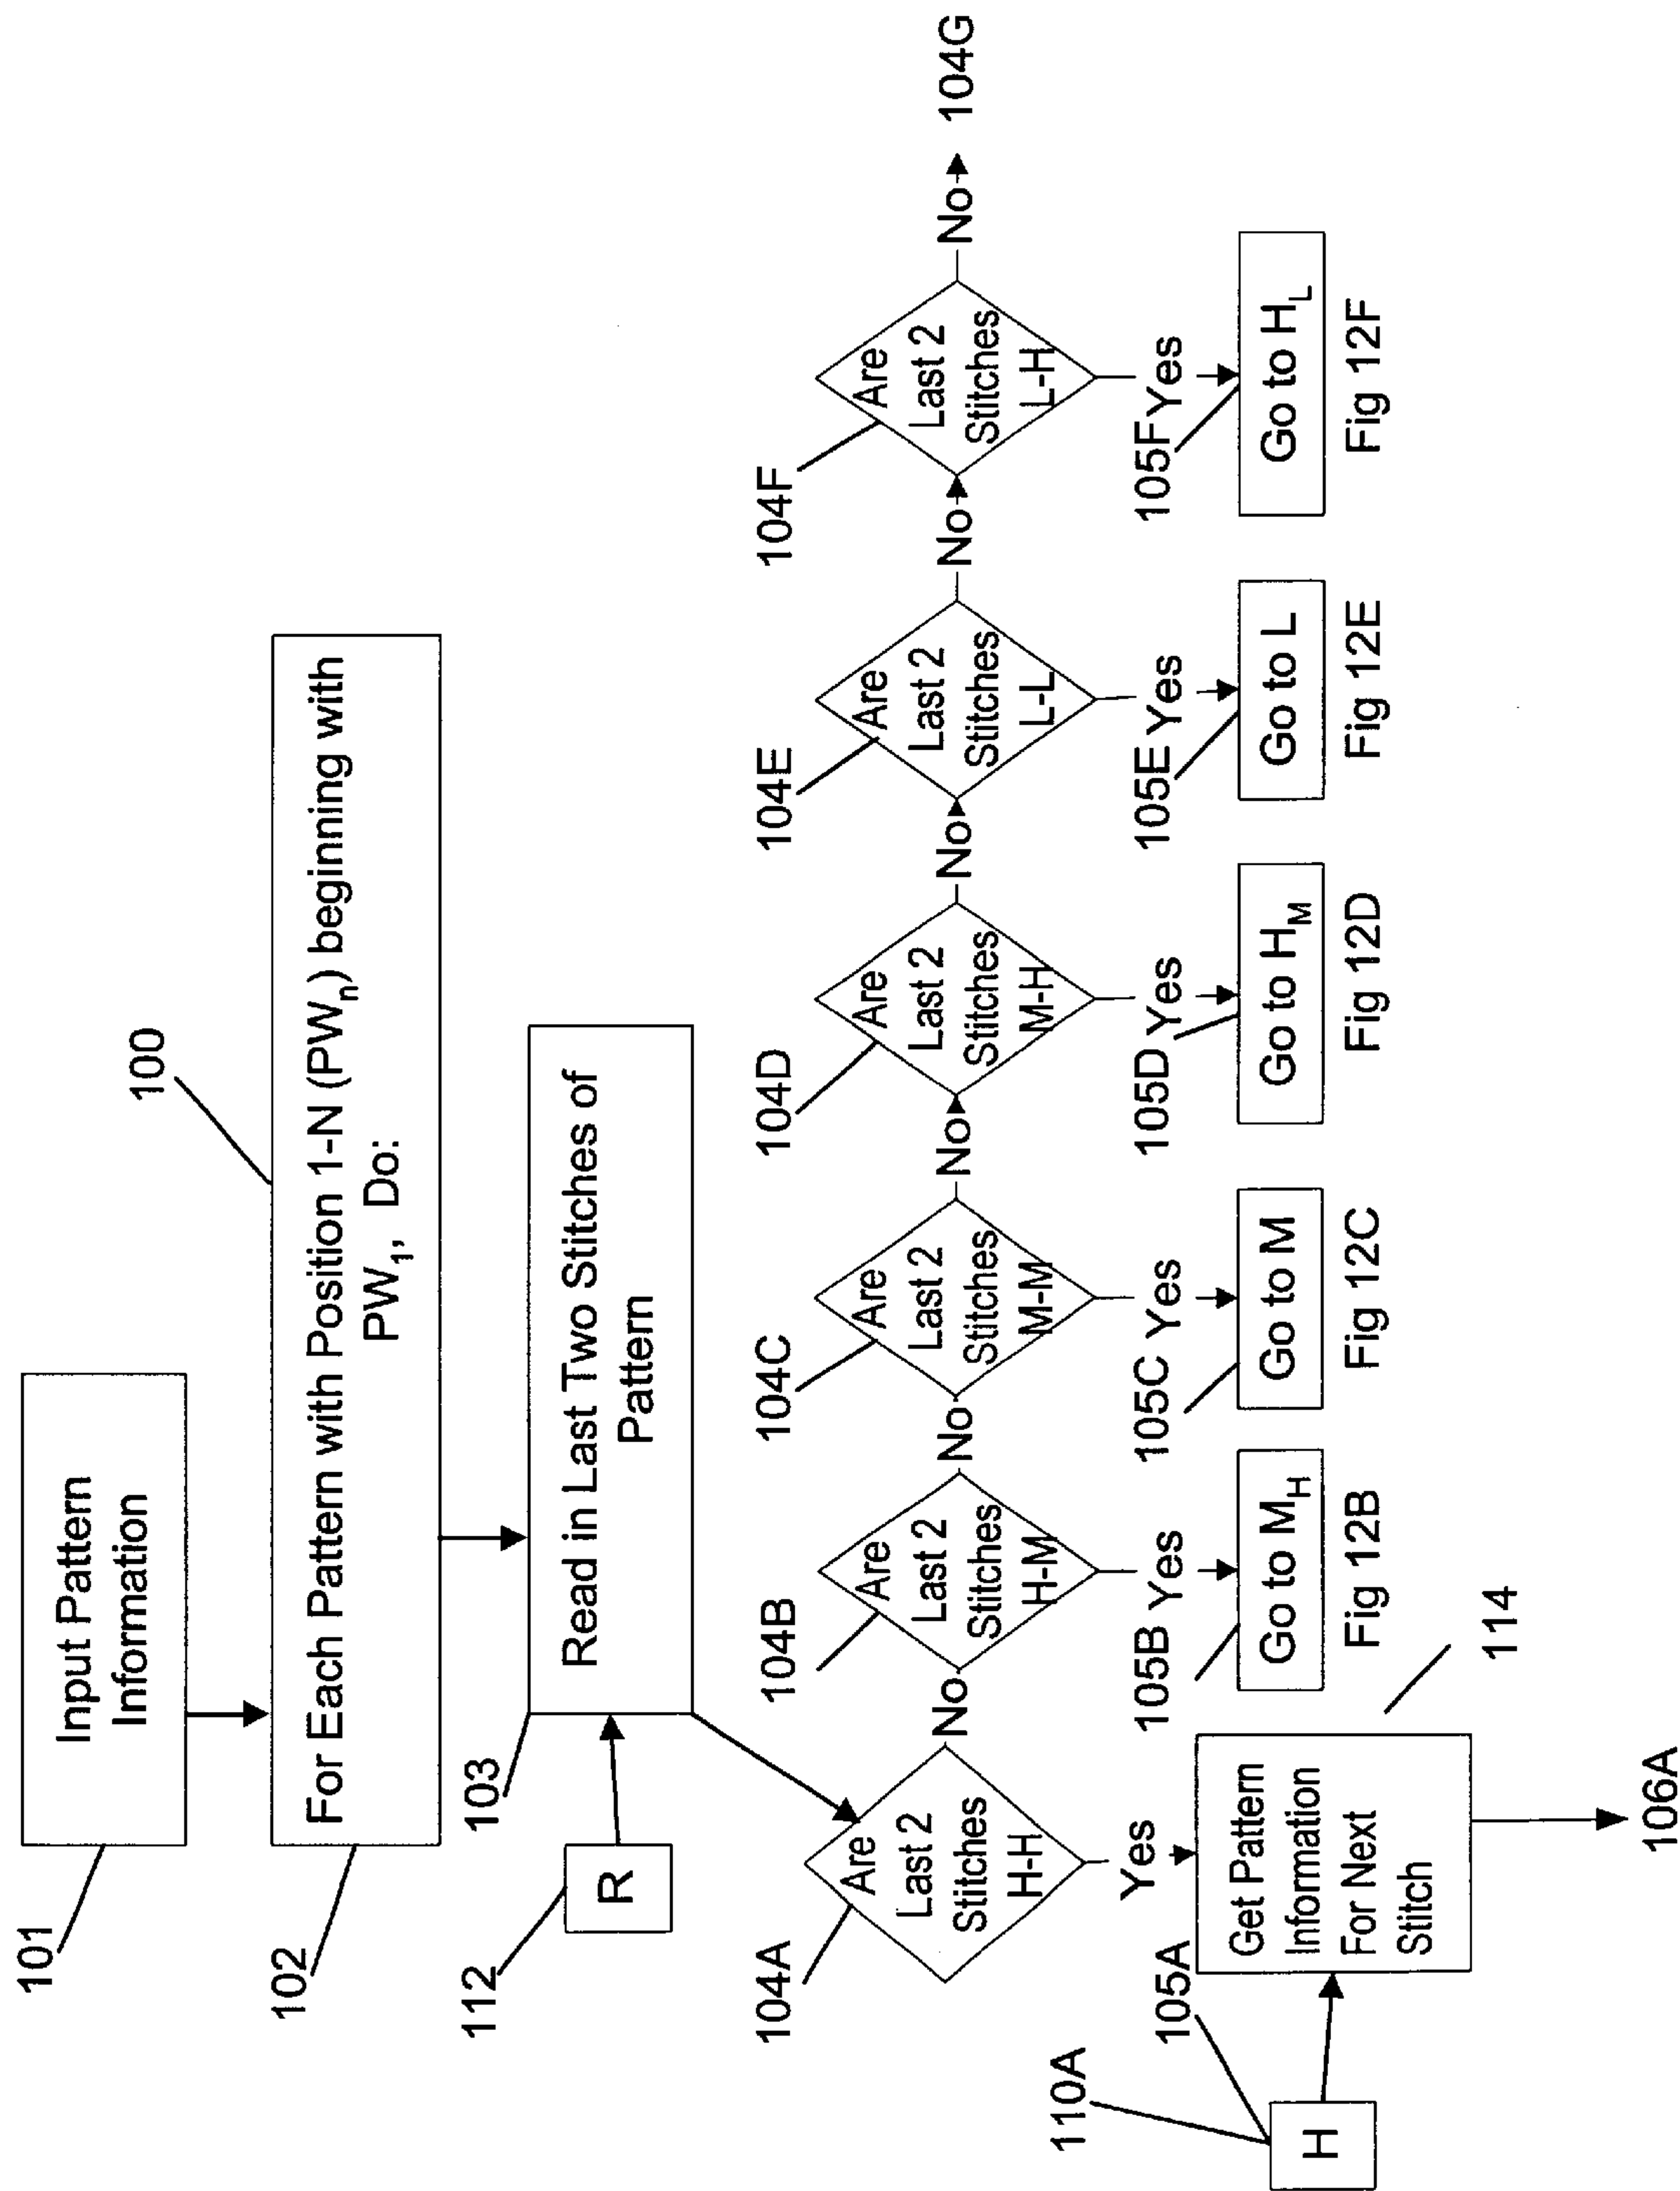 101
Input Pattern
Information
100
102
For Each Pattern with Position 1-N (PWn) beginning with
PW1, Do:
112
R
103
Read in Last Two Stitches of
Pattern
104A
Are
Last 2
Stitches
H-H
No
104B
Are
Last 2
Stitches
H-M
No
104C
Are
Last 2
Stitches
M-M
No
104D
Are
Last 2
Stitches
M-H
No
104E
Are
Last 2
Stitches
L-L
No
104F
Are
Last 2
Stitches
L-H
No
104G
Yes
105B Yes
105C Yes
105D Yes
105E Yes
105F Yes
110A
105A
H
Get Pattern
Information
For Next
Stitch
Go to MH
Fig 12B
Go to M
Fig 12C
Go to HM
Fig 12D
Go to L
Fig 12E
Go to HL
Fig 12F
114
106A